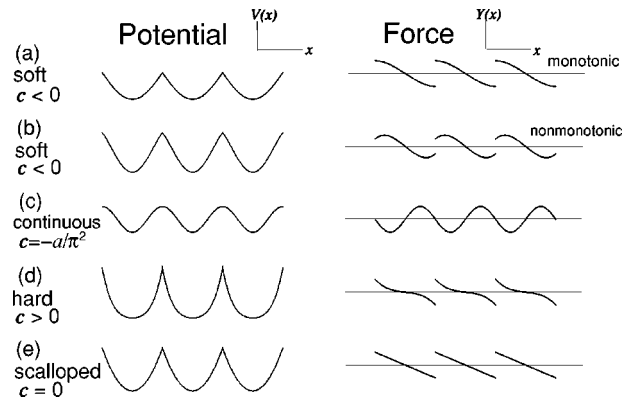 Potential
V(x)
x
Force
Y(x)
x
(a)
soft
c < 0
monotonic
(b)
soft
c < 0
nonmonotonic
(c)
continuous
c=-a/π²
(d)
hard
c > 0
(e)
scalloped
c = 0